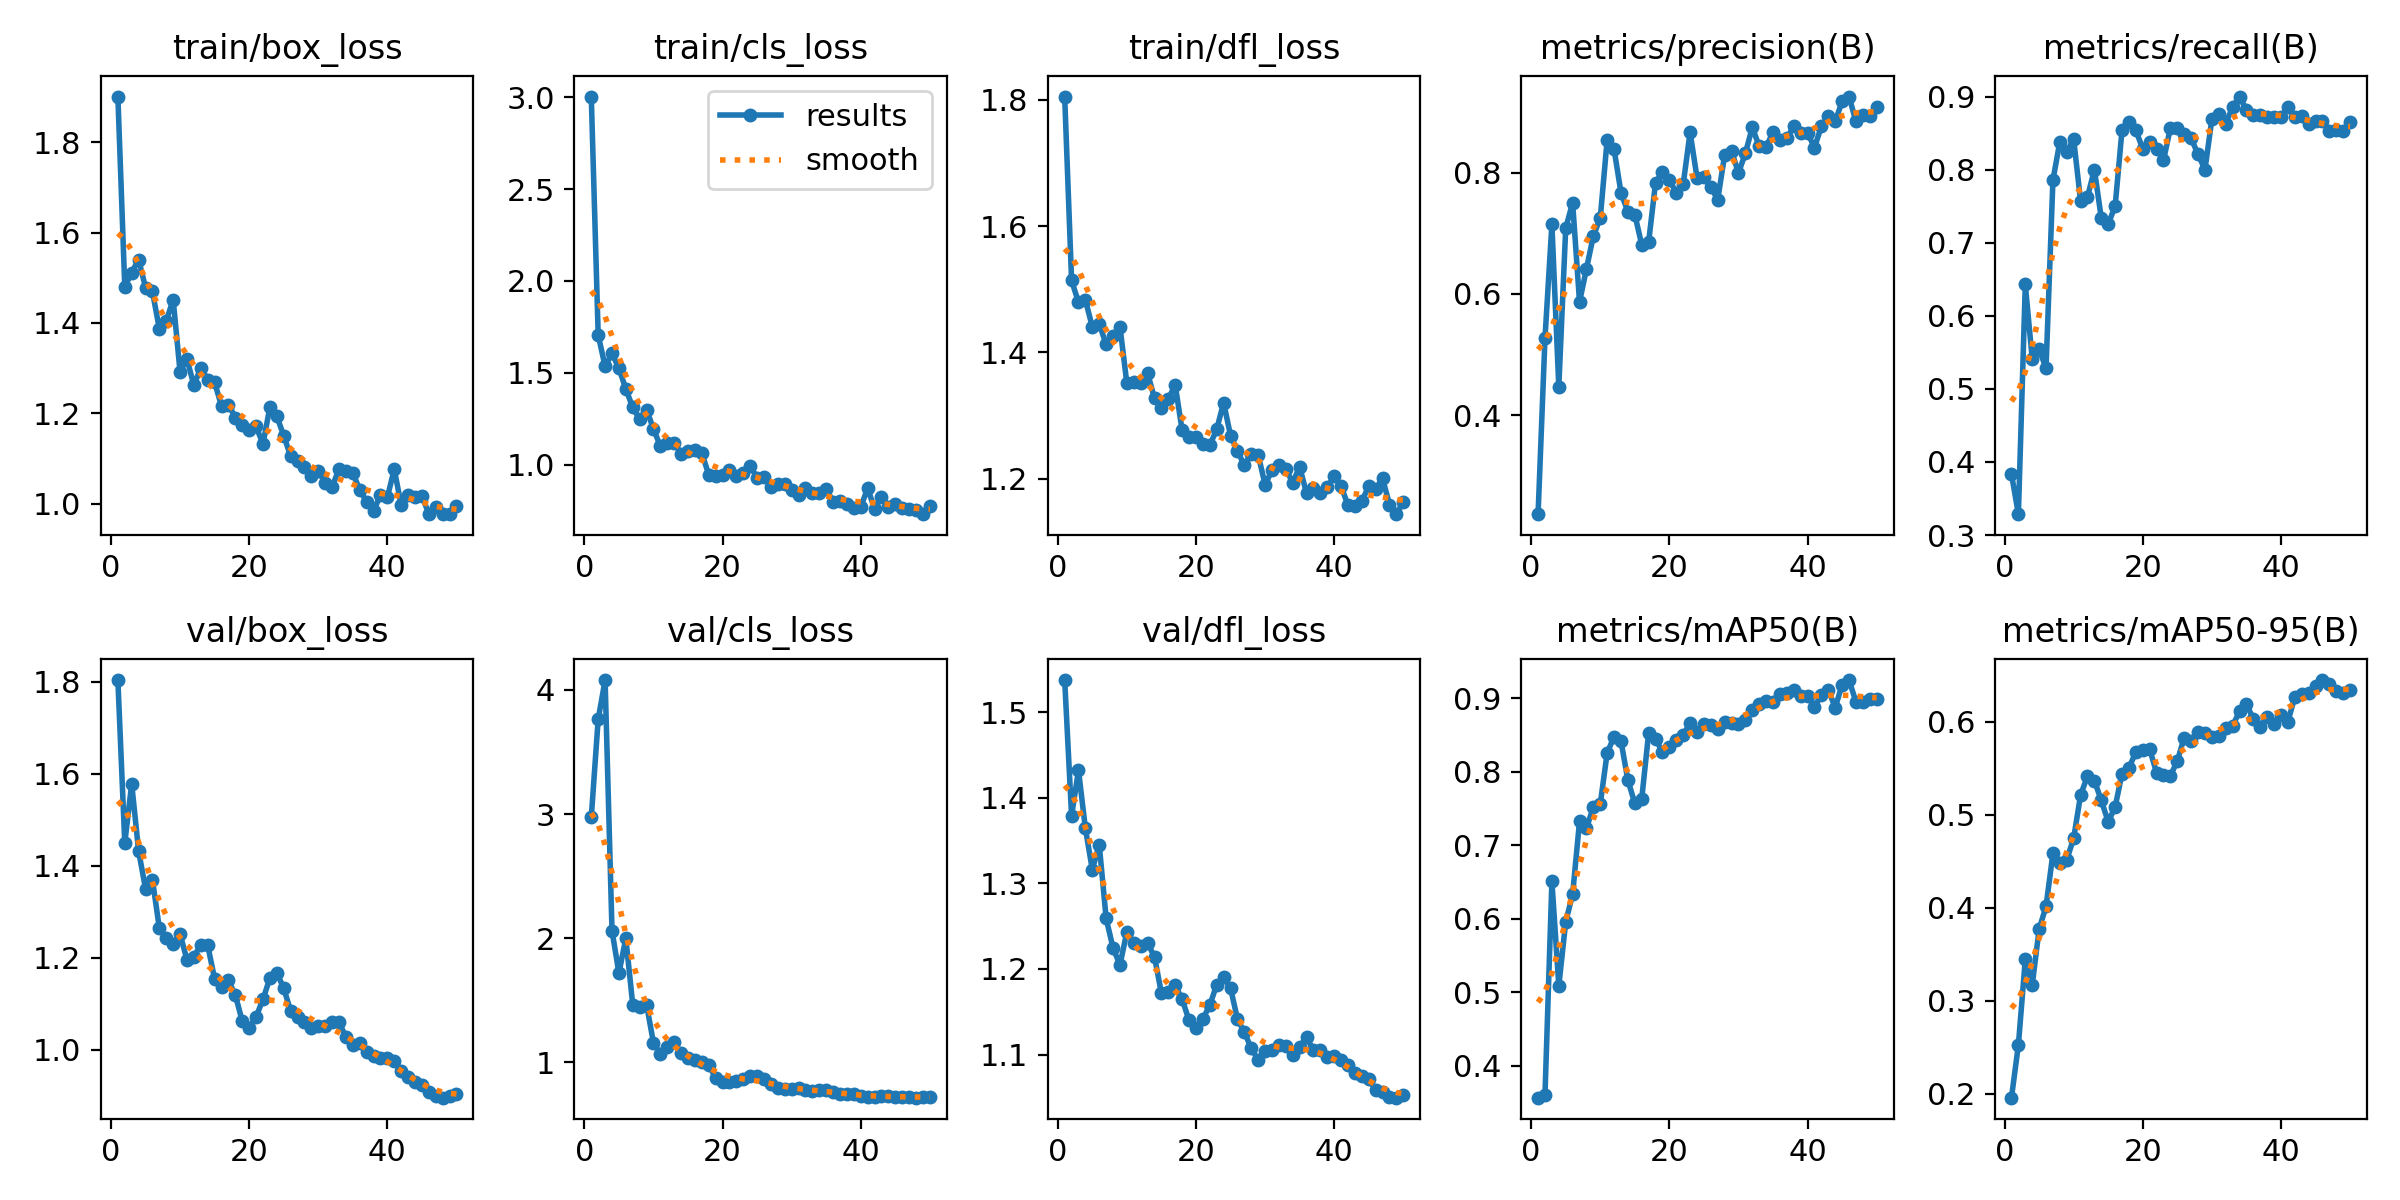 train/box_loss
1.8
1.6
1.4
1.2
1.0
0 20 40
train/cls_loss
results
smooth
3.0
2.5
2.0
1.5
1.0
0 20 40
train/dfl_loss
1.8
1.6
1.4
1.2
0 20 40
metrics/precision(B)
0.8
0.6
0.4
0 20 40
metrics/recall(B)
0.9
0.8
0.7
0.6
0.5
0.4
0.3
0 20 40
val/box_loss
1.8
1.6
1.4
1.2
1.0
0 20 40
val/cls_loss
4
3
2
1
0 20 40
val/dfl_loss
1.5
1.4
1.3
1.2
1.1
0 20 40
metrics/mAP50(B)
0.9
0.8
0.7
0.6
0.5
0.4
0 20 40
metrics/mAP50-95(B)
0.6
0.5
0.4
0.3
0.2
0 20 40